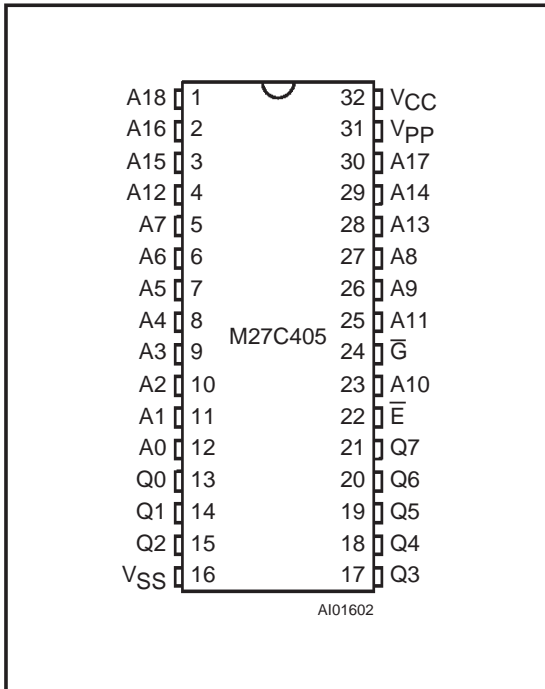 A18 1 32 VCC
A16 2 31 VPP
A15 3 30 A17
A12 4 29 A14
A7 5 28 A13
A6 6 27 A8
A5 7 26 A9
A4 8 25 A11
M27C405
A3 9 24 G̅
A2 10 23 A10
A1 11 22 E̅
A0 12 21 Q7
Q0 13 20 Q6
Q1 14 19 Q5
Q2 15 18 Q4
VSS 16 17 Q3
AI01602